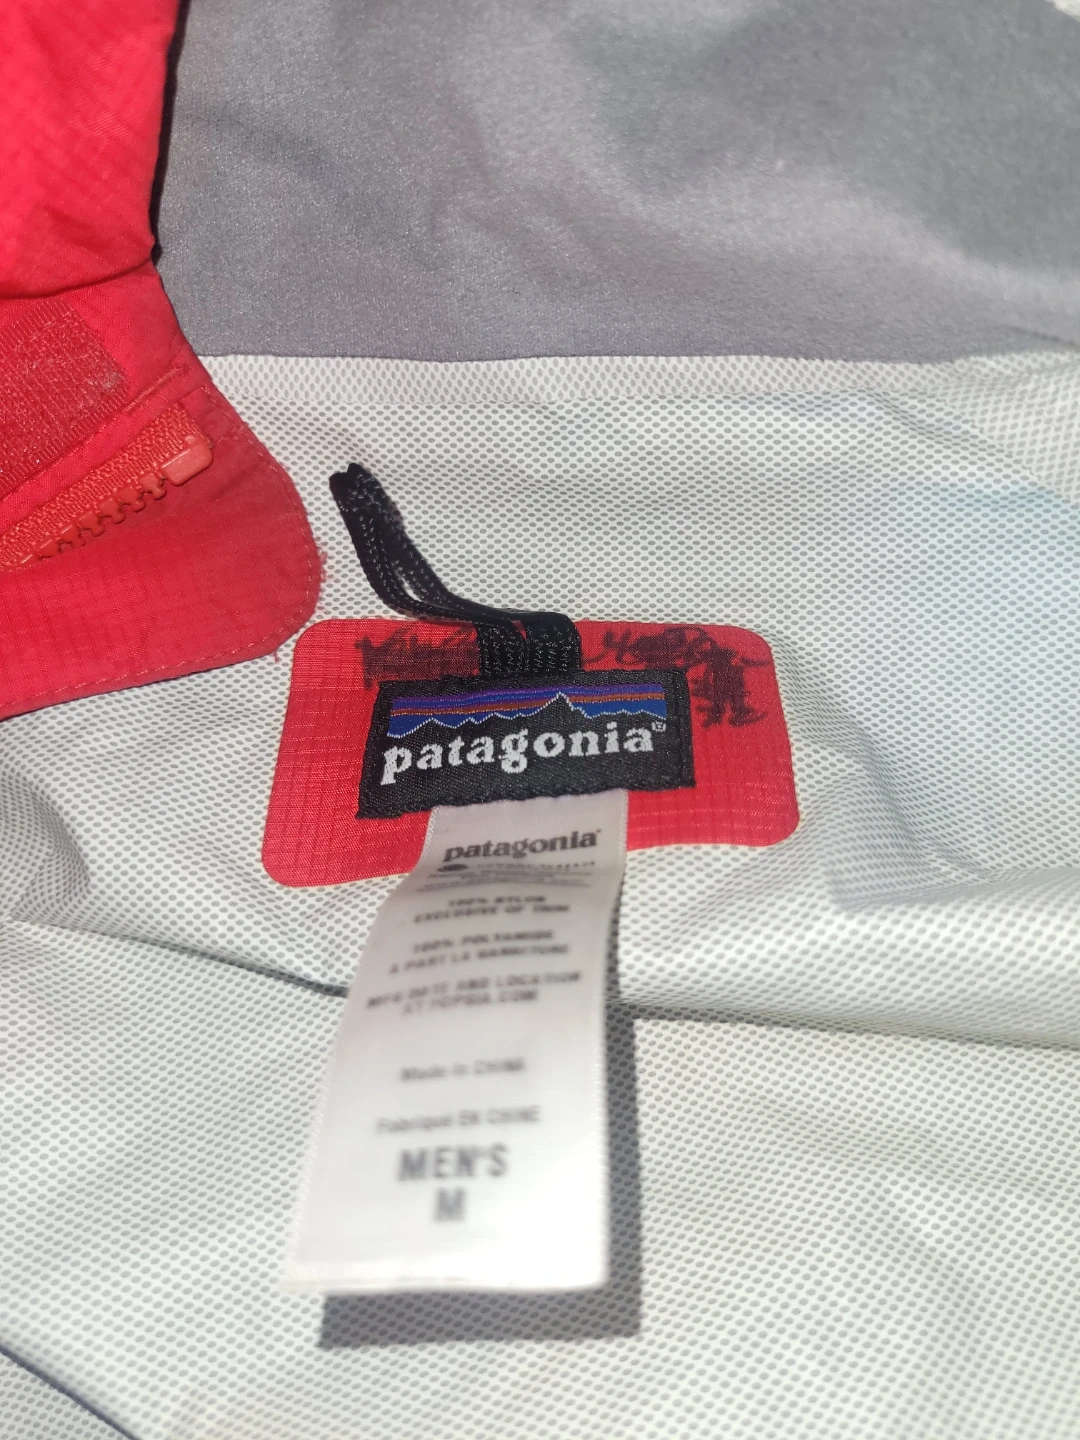 patagonia
patagonia
100% NYLON
EXCLUSIVE OF TRIM
100% POLYAMIDE
A PART LA GARNITURE
MFG DATE AND LOCATION
AT FCPSIA.COM
Made in CHINA
Fabriqué EN CHINE
MEN'S
M